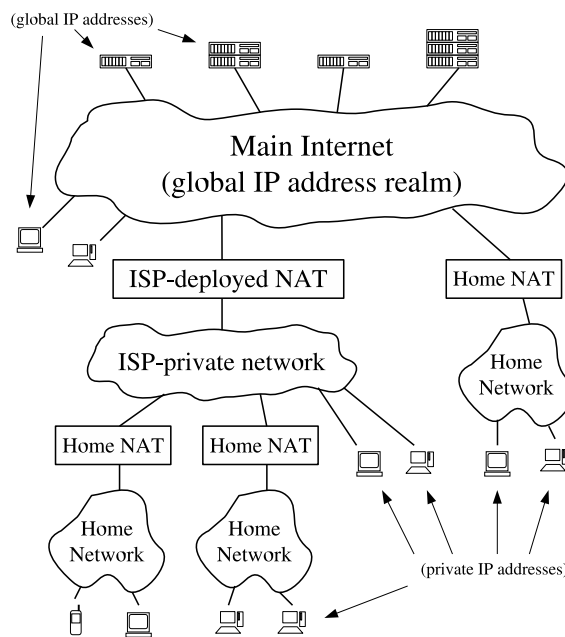 (global IP addresses)
Main Internet
(global IP address realm)
ISP-deployed NAT
Home NAT
ISP-private network
Home
Network
Home NAT
Home NAT
Home
Network
Home
Network
(private IP addresses)